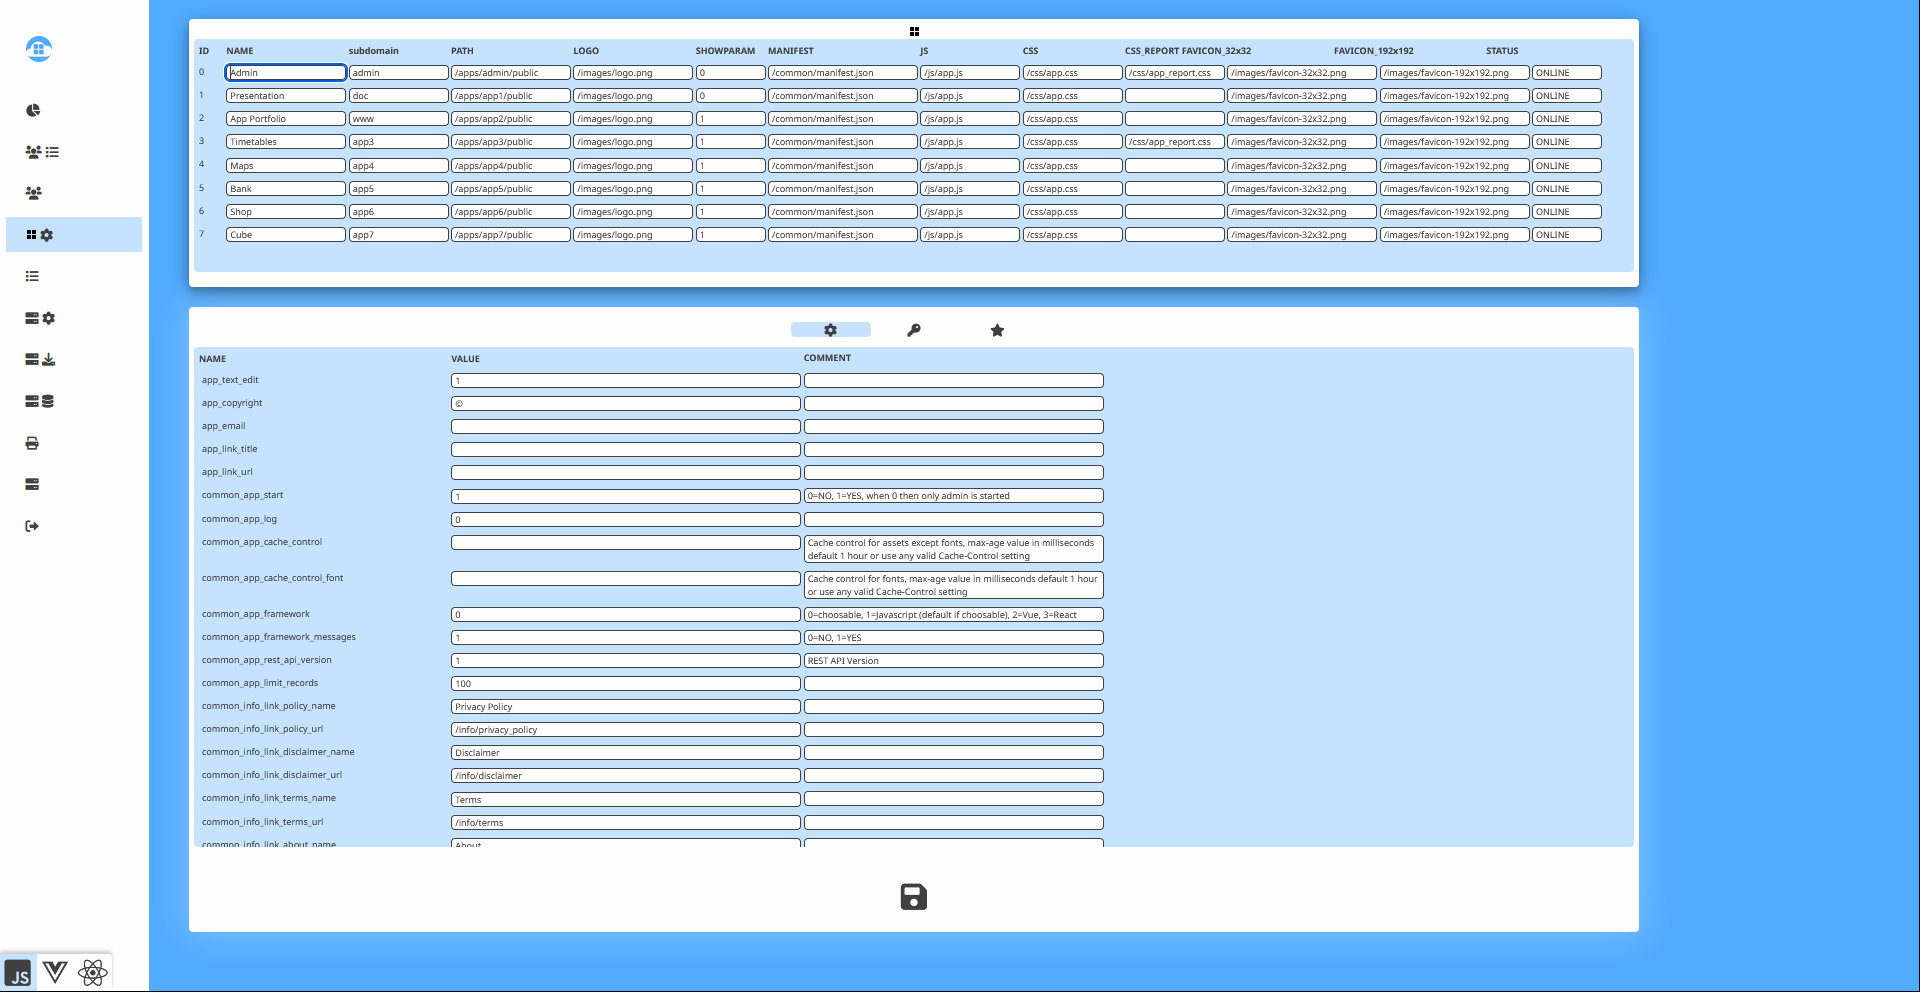 ID NAME subdomain PATH LOGO SHOWPARAM MANIFEST JS CSS CSS_REPORT FAVICON_32x32 FAVICON_192x192 STATUS
0 Admin admin /apps/admin/public /images/logo.png 0 /common/manifest.json /js/app.js /css/app.css /css/app_report.css /images/favicon-32x32.png /images/favicon-192x192.png ONLINE
1 Presentation doc /apps/app1/public /images/logo.png 0 /common/manifest.json /js/app.js /css/app.css /images/favicon-32x32.png /images/favicon-192x192.png ONLINE
2 App Portfolio www /apps/app2/public /images/logo.png 1 /common/manifest.json /js/app.js /css/app.css /images/favicon-32x32.png /images/favicon-192x192.png ONLINE
3 Timetables app3 /apps/app3/public /images/logo.png 1 /common/manifest.json /js/app.js /css/app.css /css/app_report.css /images/favicon-32x32.png /images/favicon-192x192.png ONLINE
4 Maps app4 /apps/app4/public /images/logo.png 1 /common/manifest.json /js/app.js /css/app.css /images/favicon-32x32.png /images/favicon-192x192.png ONLINE
5 Bank app5 /apps/app5/public /images/logo.png 1 /common/manifest.json /js/app.js /css/app.css /images/favicon-32x32.png /images/favicon-192x192.png ONLINE
6 Shop app6 /apps/app6/public /images/logo.png 1 /common/manifest.json /js/app.js /css/app.css /images/favicon-32x32.png /images/favicon-192x192.png ONLINE
7 Cube app7 /apps/app7/public /images/logo.png 1 /common/manifest.json /js/app.js /css/app.css /images/favicon-32x32.png /images/favicon-192x192.png ONLINE
NAME VALUE COMMENT
app_text_edit 1
app_copyright ©
app_email
app_link_title
app_link_url
common_app_start 1 0=NO, 1=YES, when 0 then only admin is started
common_app_log 0
common_app_cache_control Cache control for assets except fonts, max-age value in milliseconds
default 1 hour or use any valid Cache-Control setting
common_app_cache_control_font Cache control for fonts, max-age value in milliseconds default 1 hour
or use any valid Cache-Control setting
common_app_framework 0 0=choosable, 1=Javascript (default if choosable), 2=Vue, 3=React
common_app_framework_messages 1 0=NO, 1=YES
common_app_rest_api_version 1 REST API Version
common_app_limit_records 100
common_info_link_policy_name Privacy Policy
common_info_link_policy_url /info/privacy_policy
common_info_link_disclaimer_name Disclaimer
common_info_link_disclaimer_url /info/disclaimer
common_info_link_terms_name Terms
common_info_link_terms_url /info/terms
common_info_link_about_name About
JS